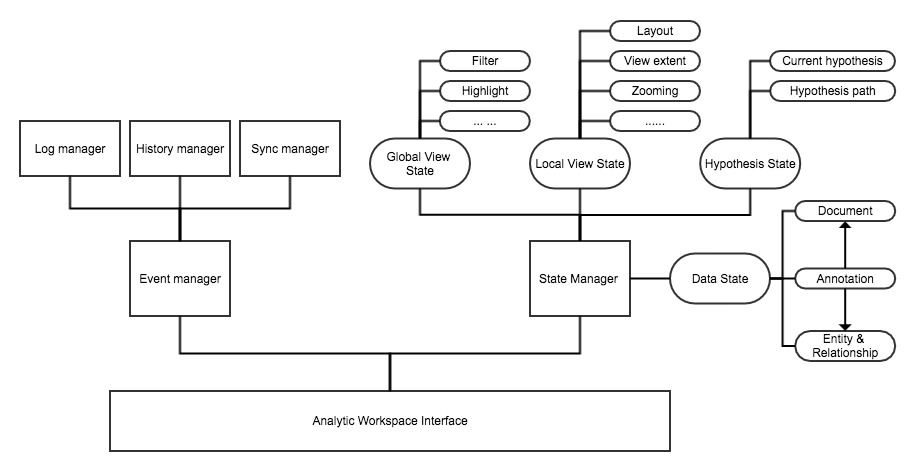 Layout
Filter
View extent
Current hypothesis
Highlight
Zooming
Hypothesis path
... ...
......
Log manager
History manager
Sync manager
Global View
State
Local View State
Hypothesis State
Document
Event manager
State Manager
Data State
Annotation
Entity &
Relationship
Analytic Workspace Interface